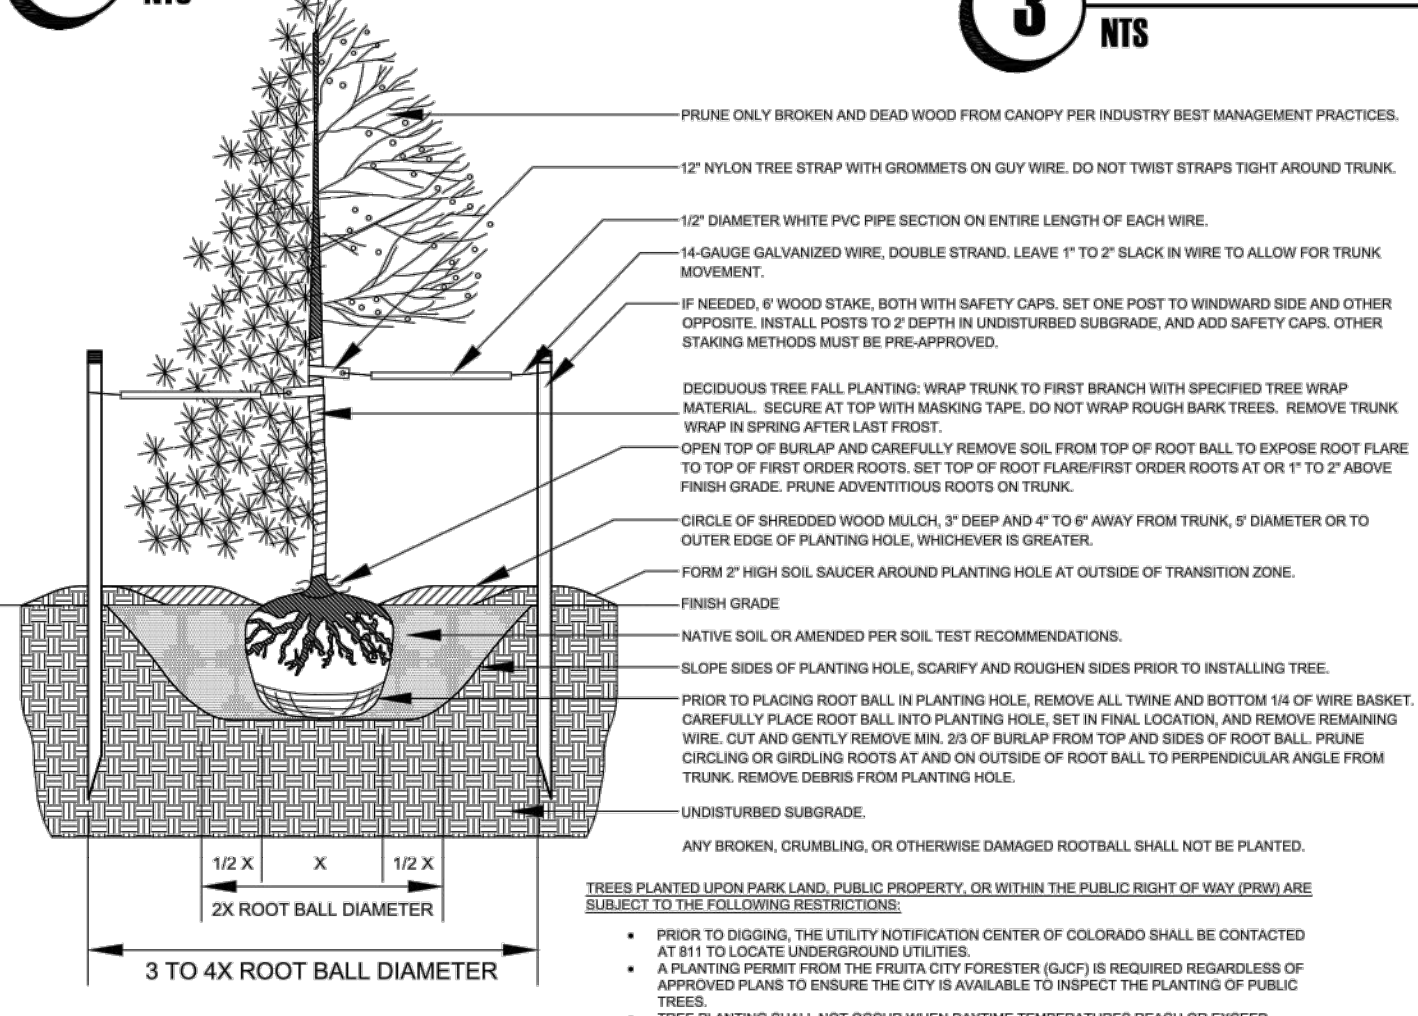 NTS
3
NTS
PRUNE ONLY BROKEN AND DEAD WOOD FROM CANOPY PER INDUSTRY BEST MANAGEMENT PRACTICES.
12" NYLON TREE STRAP WITH GROMMETS ON GUY WIRE. DO NOT TWIST STRAPS TIGHT AROUND TRUNK.
1/2" DIAMETER WHITE PVC PIPE SECTION ON ENTIRE LENGTH OF EACH WIRE.
14-GAUGE GALVANIZED WIRE, DOUBLE STRAND. LEAVE 1" TO 2" SLACK IN WIRE TO ALLOW FOR TRUNK
MOVEMENT.
IF NEEDED, 6' WOOD STAKE, BOTH WITH SAFETY CAPS. SET ONE POST TO WINDWARD SIDE AND OTHER
OPPOSITE. INSTALL POSTS TO 2' DEPTH IN UNDISTURBED SUBGRADE, AND ADD SAFETY CAPS. OTHER
STAKING METHODS MUST BE PRE-APPROVED.
DECIDUOUS TREE FALL PLANTING: WRAP TRUNK TO FIRST BRANCH WITH SPECIFIED TREE WRAP
MATERIAL. SECURE AT TOP WITH MASKING TAPE. DO NOT WRAP ROUGH BARK TREES. REMOVE TRUNK
WRAP IN SPRING AFTER LAST FROST.
OPEN TOP OF BURLAP AND CAREFULLY REMOVE SOIL FROM TOP OF ROOT BALL TO EXPOSE ROOT FLARE
TO TOP OF FIRST ORDER ROOTS. SET TOP OF ROOT FLARE/FIRST ORDER ROOTS AT OR 1" TO 2" ABOVE
FINISH GRADE. PRUNE ADVENTITIOUS ROOTS ON TRUNK.
CIRCLE OF SHREDDED WOOD MULCH, 3" DEEP AND 4" TO 6" AWAY FROM TRUNK, 5' DIAMETER OR TO
OUTER EDGE OF PLANTING HOLE, WHICHEVER IS GREATER.
FORM 2" HIGH SOIL SAUCER AROUND PLANTING HOLE AT OUTSIDE OF TRANSITION ZONE.
FINISH GRADE
NATIVE SOIL OR AMENDED PER SOIL TEST RECOMMENDATIONS.
SLOPE SIDES OF PLANTING HOLE, SCARIFY AND ROUGHEN SIDES PRIOR TO INSTALLING TREE.
PRIOR TO PLACING ROOT BALL IN PLANTING HOLE, REMOVE ALL TWINE AND BOTTOM 1/4 OF WIRE BASKET.
CAREFULLY PLACE ROOT BALL INTO PLANTING HOLE, SET IN FINAL LOCATION, AND REMOVE REMAINING
WIRE. CUT AND GENTLY REMOVE MIN. 2/3 OF BURLAP FROM TOP AND SIDES OF ROOT BALL. PRUNE
CIRCLING OR GIRDLING ROOTS AT AND ON OUTSIDE OF ROOT BALL TO PERPENDICULAR ANGLE FROM
TRUNK. REMOVE DEBRIS FROM PLANTING HOLE.
UNDISTURBED SUBGRADE.
ANY BROKEN, CRUMBLING, OR OTHERWISE DAMAGED ROOTBALL SHALL NOT BE PLANTED.
1/2 X X 1/2 X
2X ROOT BALL DIAMETER
3 TO 4X ROOT BALL DIAMETER
TREES PLANTED UPON PARK LAND, PUBLIC PROPERTY, OR WITHIN THE PUBLIC RIGHT OF WAY (PRW) ARE
SUBJECT TO THE FOLLOWING RESTRICTIONS:
• PRIOR TO DIGGING, THE UTILITY NOTIFICATION CENTER OF COLORADO SHALL BE CONTACTED
AT 811 TO LOCATE UNDERGROUND UTILITIES.
• A PLANTING PERMIT FROM THE FRUITA CITY FORESTER (GJCF) IS REQUIRED REGARDLESS OF
APPROVED PLANS TO ENSURE THE CITY IS AVAILABLE TO INSPECT THE PLANTING OF PUBLIC
TREES.
• TREE PLANTING SHALL NOT OCCUR WHEN DAYTIME TEMPERATURES REACH OR EXCEED